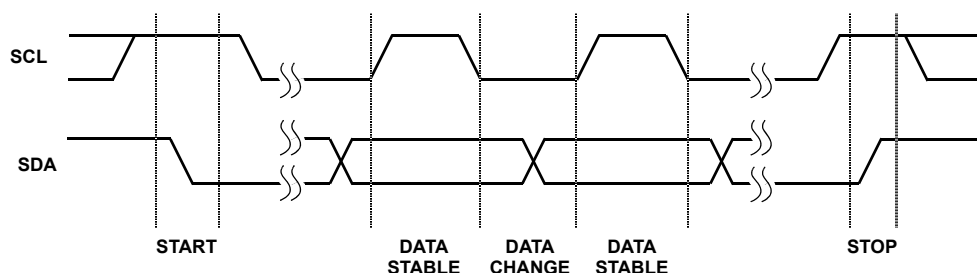 SCL
SDA
START
DATA
STABLE
DATA
CHANGE
DATA
STABLE
STOP